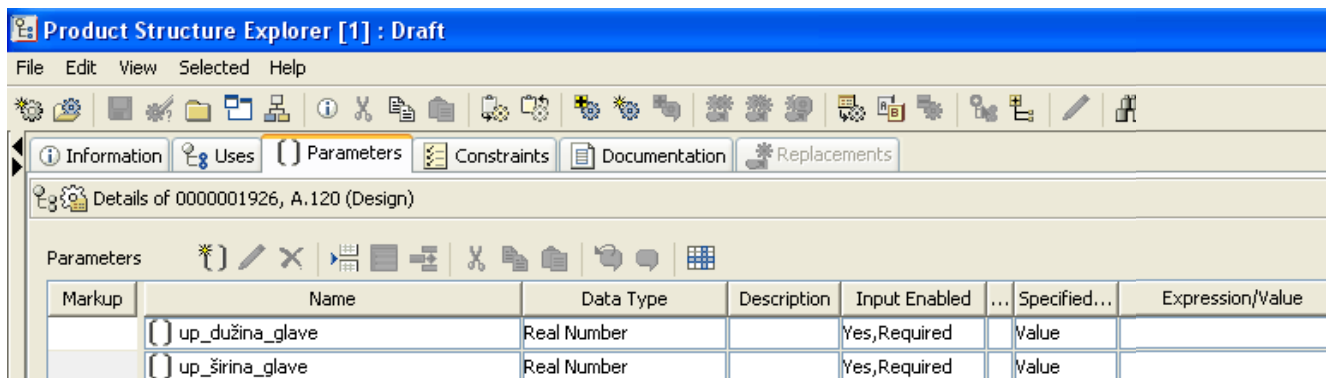 Product Structure Explorer [1] : Draft
File Edit View Selected Help
Information Uses Parameters Constraints Documentation Replacements
Details of 0000001926, A.120 (Design)
Parameters
Markup Name Data Type Description Input Enabled ... Specified... Expression/Value
up_dužina_glave Real Number Yes,Required Value
up_širina_glave Real Number Yes,Required Value